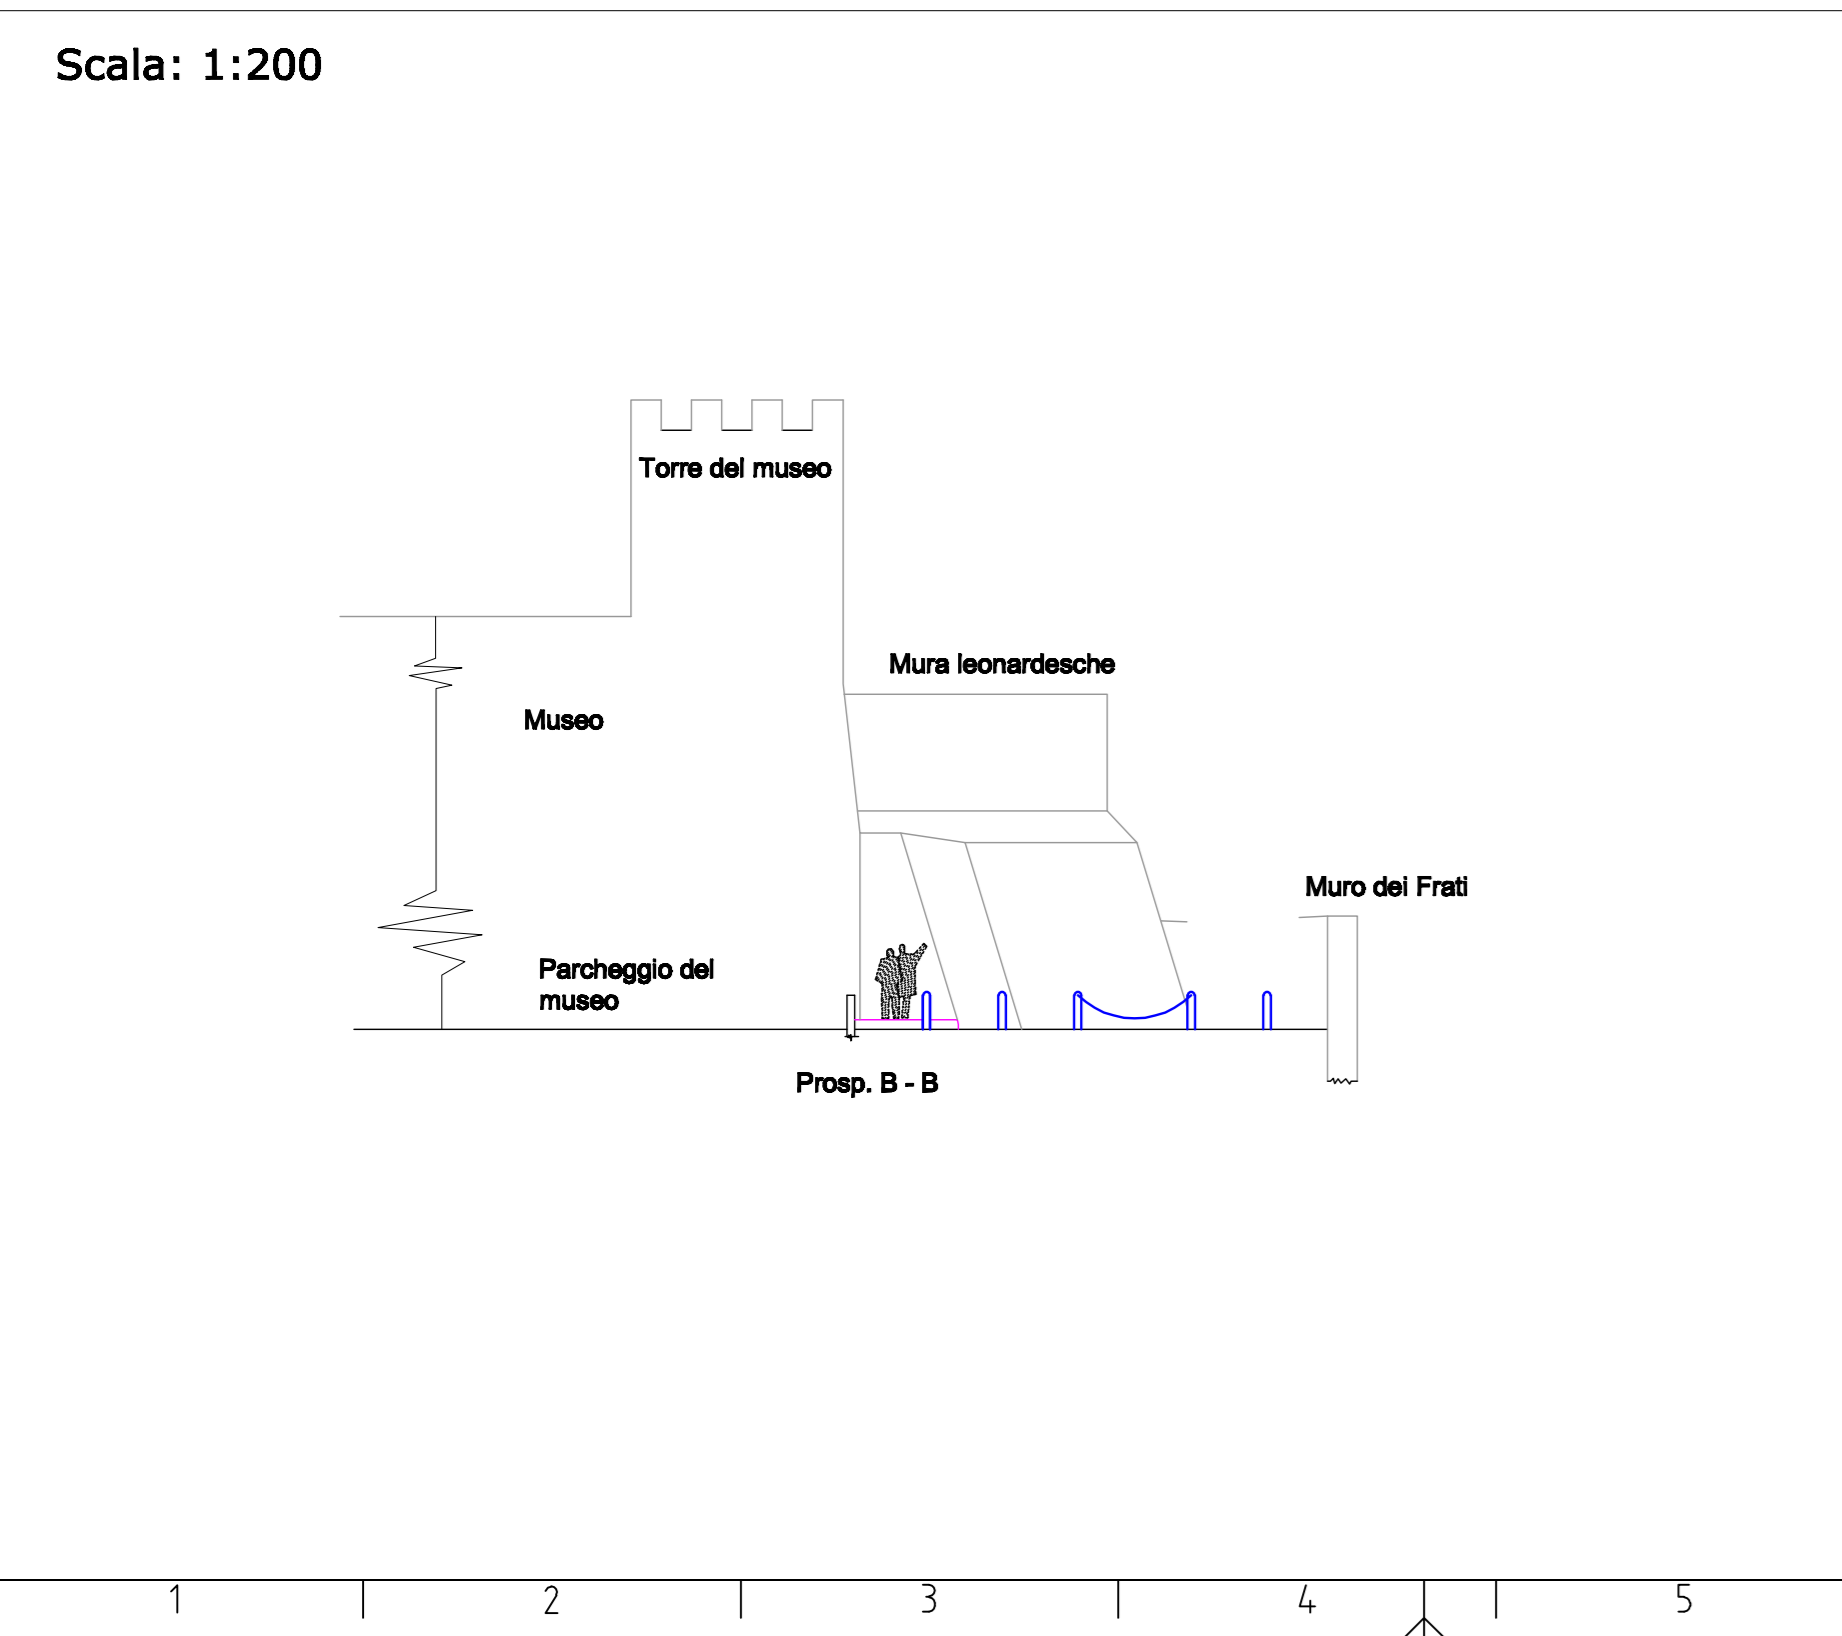 Scala: 1:200
Torre del museo
Mura leonardesche
Museo
Muro dei Frati
Parcheggio del
museo
Prosp. B - B
1 2 3 4 5